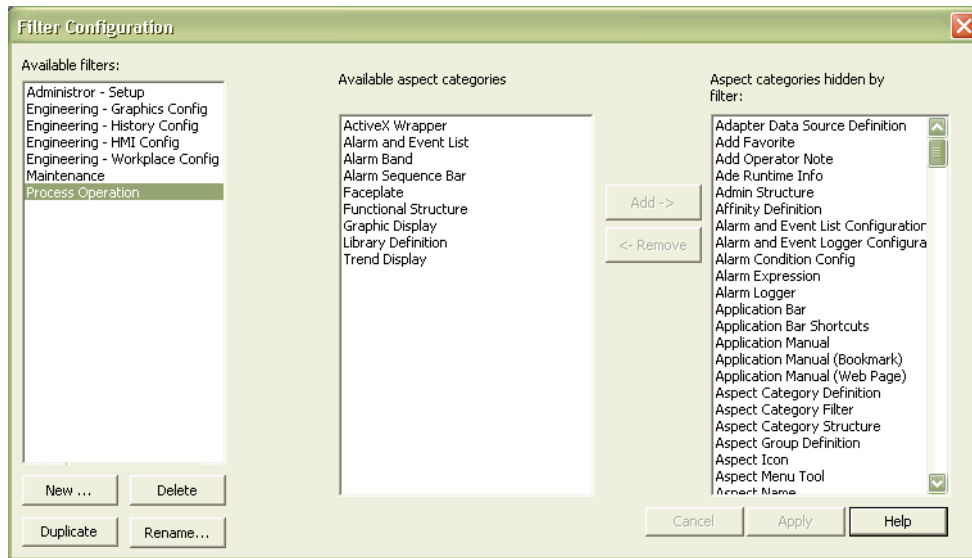 Filter Configuration
Available filters:
Administror - Setup
Engineering - Graphics Config
Engineering - History Config
Engineering - HMI Config
Engineering - Workplace Config
Maintenance
Process Operation
New ...
Delete
Duplicate
Rename...
Available aspect categories
ActiveX Wrapper
Alarm and Event List
Alarm Band
Alarm Sequence Bar
Faceplate
Functional Structure
Graphic Display
Library Definition
Trend Display
Add ->
<- Remove
Aspect categories hidden by
filter:
Adapter Data Source Definition
Add Favorite
Add Operator Note
Ade Runtime Info
Admin Structure
Affinity Definition
Alarm and Event List Configuration
Alarm and Event Logger Configura
Alarm Condition Config
Alarm Expression
Alarm Logger
Application Bar
Application Bar Shortcuts
Application Manual
Application Manual (Bookmark)
Application Manual (Web Page)
Aspect Category Definition
Aspect Category Filter
Aspect Category Structure
Aspect Group Definition
Aspect Icon
Aspect Menu Tool
Aspect Name
Cancel
Apply
Help